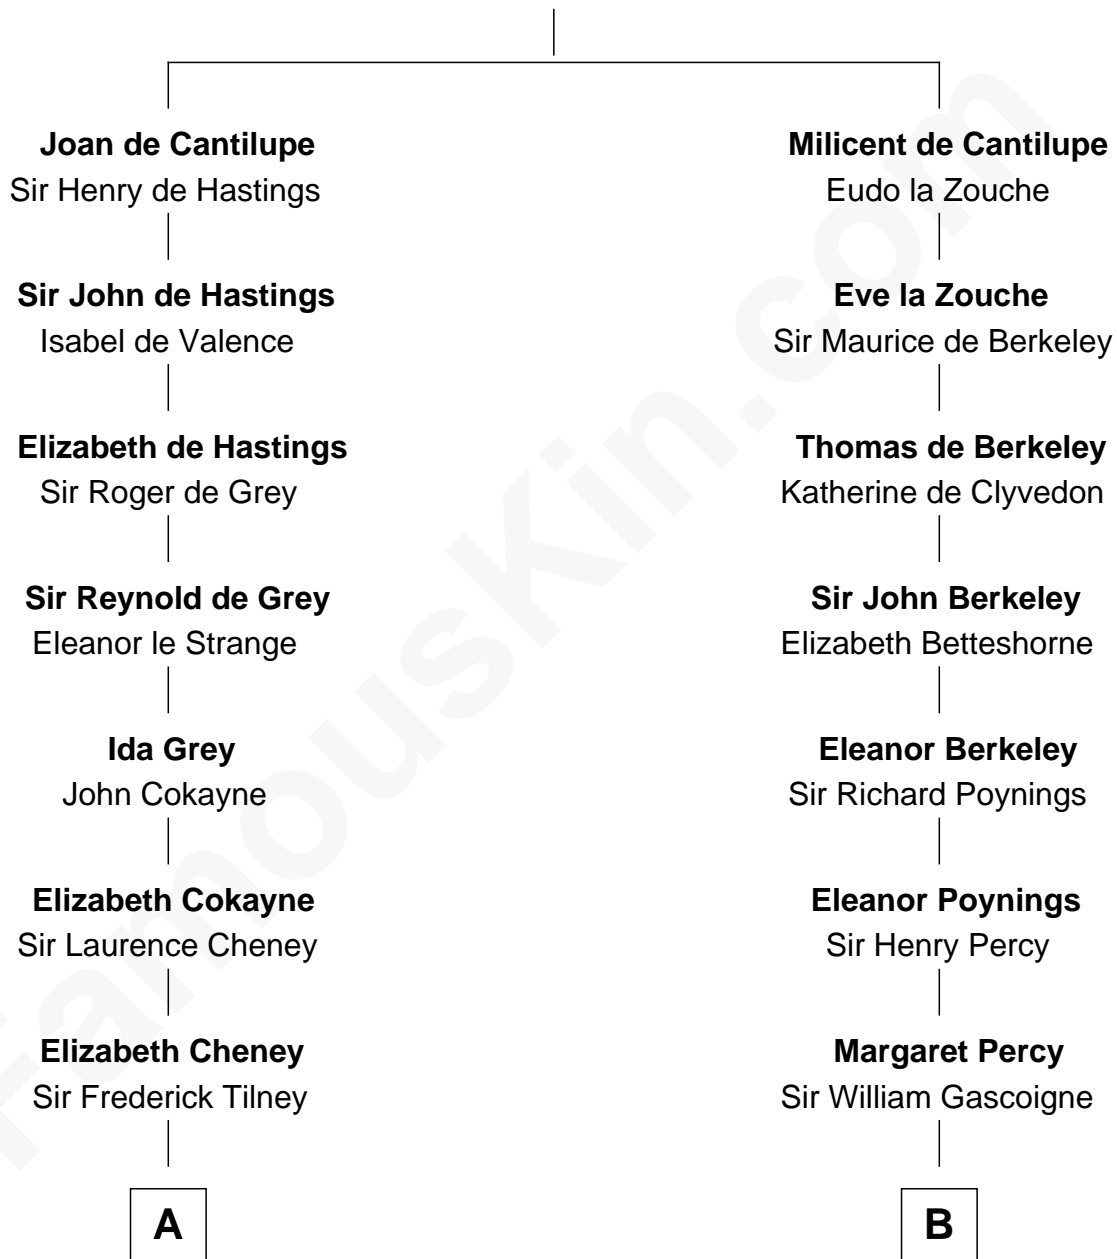 Joan de Cantilupe
Sir Henry de Hastings
Sir John de Hastings
Isabel de Valence
Elizabeth de Hastings
Sir Roger de Grey
Sir Reynold de Grey
Eleanor le Strange
Ida Grey
John Cokayne
Elizabeth Cokayne
Sir Laurence Cheney
Elizabeth Cheney
Sir Frederick Tilney
A
Milicent de Cantilupe
Eudo la Zouche
Eve la Zouche
Sir Maurice de Berkeley
Thomas de Berkeley
Katherine de Clyvedon
Sir John Berkeley
Elizabeth Betteshorne
Eleanor Berkeley
Sir Richard Poynings
Eleanor Poynings
Sir Henry Percy
Margaret Percy
Sir William Gascoigne
B
FamousKin.com